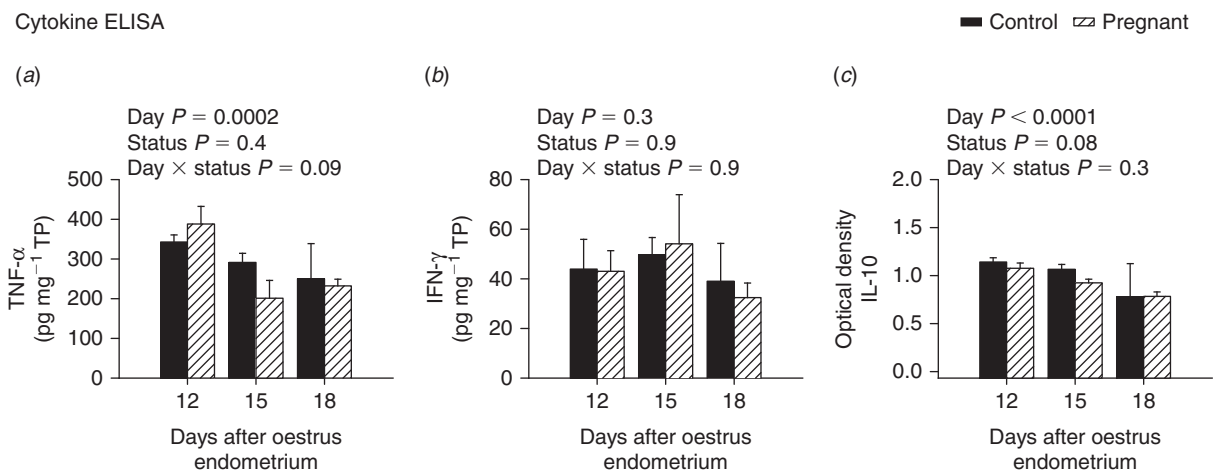 Cytokine ELISA
Control Pregnant
(a)
Day P = 0.0002
Status P = 0.4
Day × status P = 0.09
500
400
300
200
100
0
TNF-α
(pg mg−1 TP)
12 15 18
Days after oestrus
endometrium
(b)
Day P = 0.3
Status P = 0.9
Day × status P = 0.9
80
60
40
20
0
IFN-γ
(pg mg−1 TP)
12 15 18
Days after oestrus
endometrium
(c)
Day P < 0.0001
Status P = 0.08
Day × status P = 0.3
2.0
1.5
1.0
0.5
0.0
Optical density
IL-10
12 15 18
Days after oestrus
endometrium